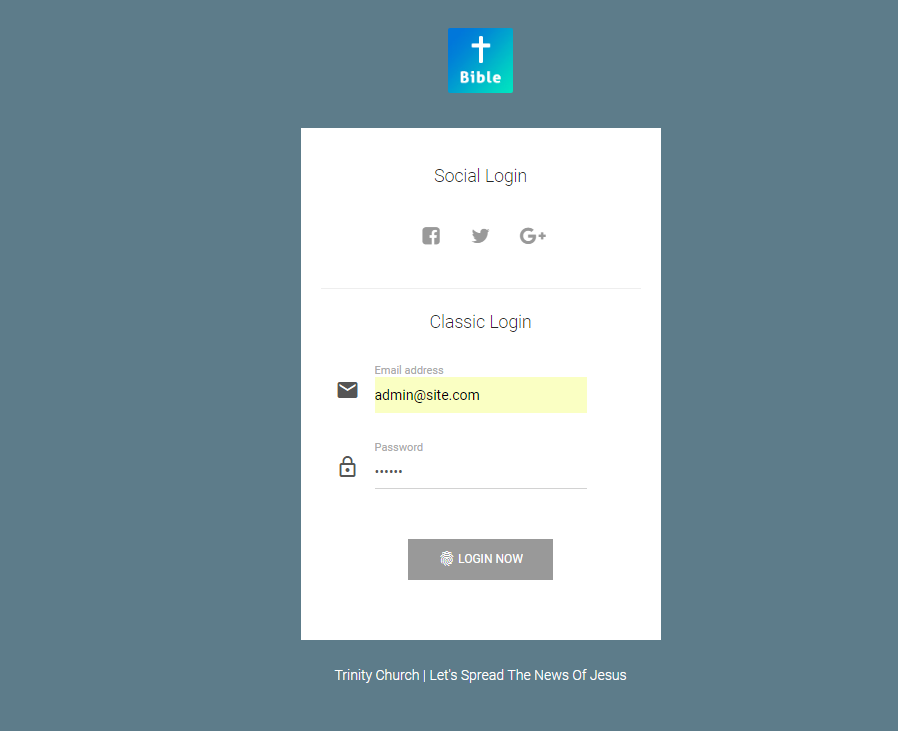 Bible
Social Login
G+
Classic Login
Email address
admin@site.com
Password
••••••
LOGIN NOW
Trinity Church | Let's Spread The News Of Jesus